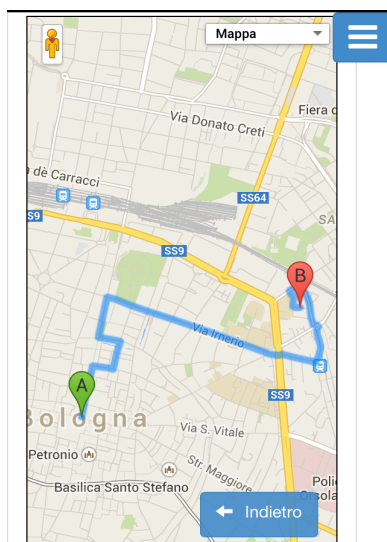 Mappa
Fiera d
Via Donato Creti
a dè Carracci
SS64
SA
S9
SS9
B
Via Irnerio
A
SS9
Bologna
Via S. Vitale
Petronio
Str. Maggiore
Basilica Santo Stefano
Poli
Orsola
Indietro